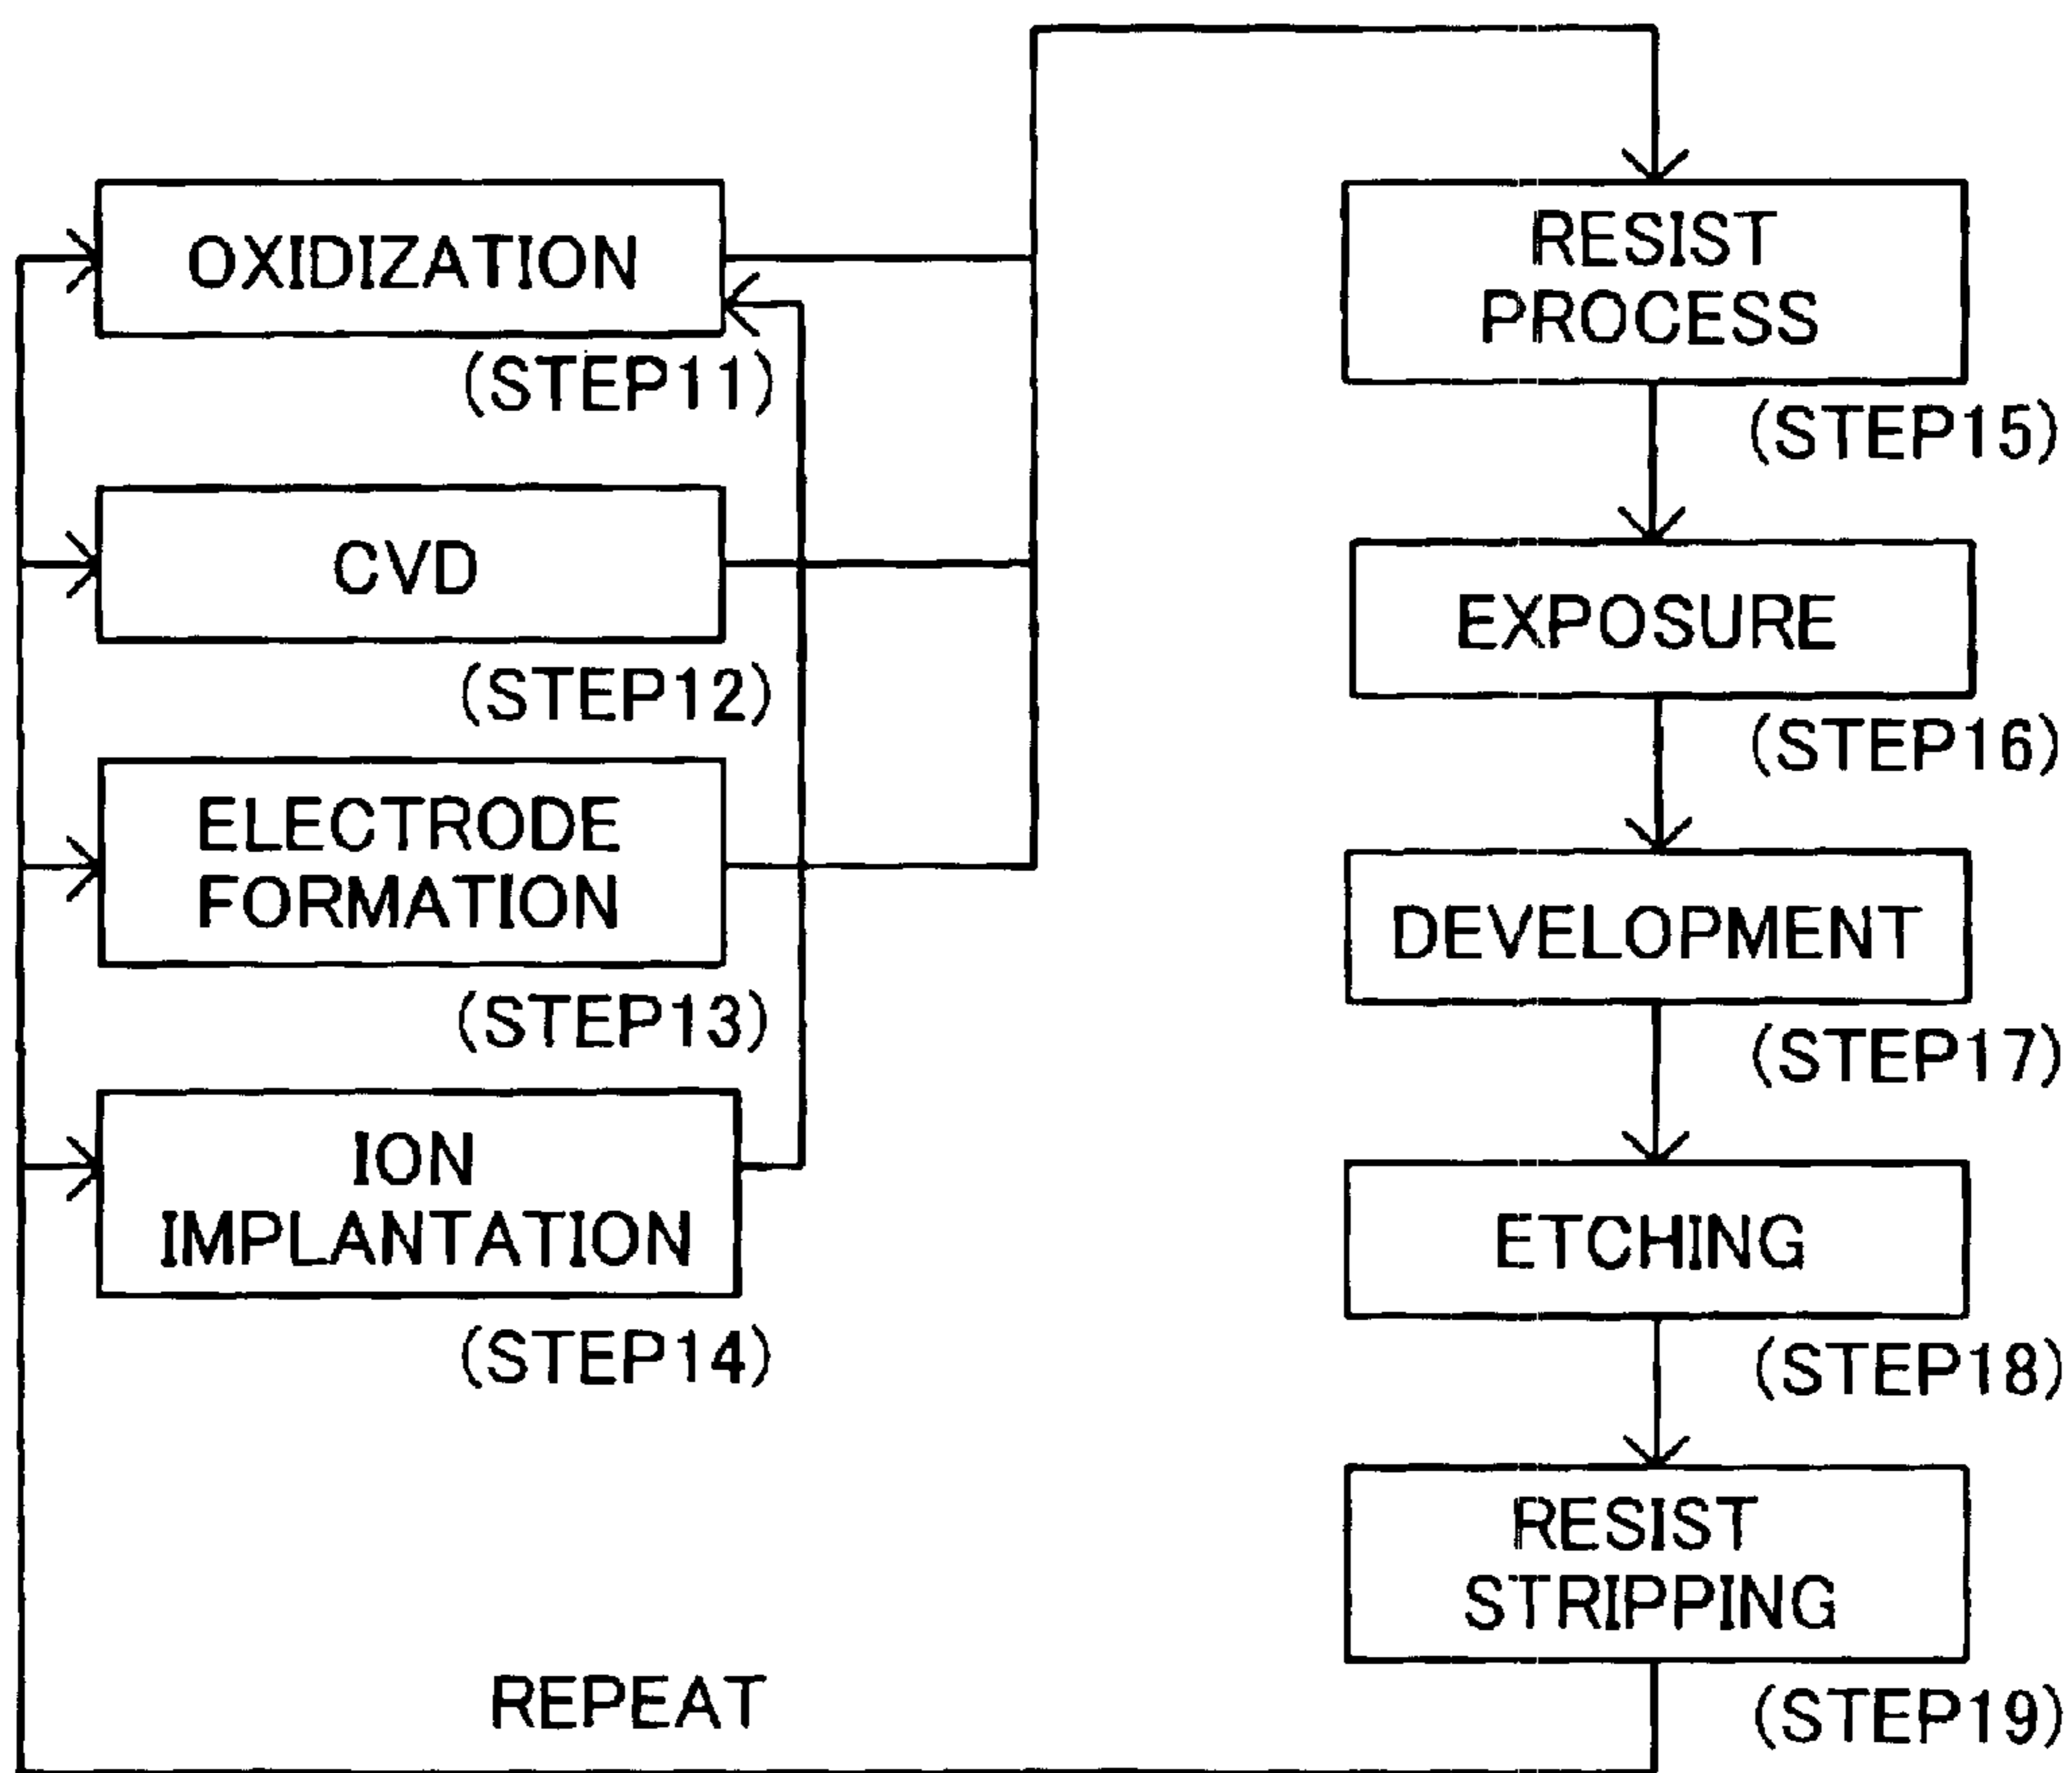 OXIDIZATION
(STEP11)
CVD
(STEP12)
ELECTRODE
FORMATION
(STEP13)
ION
IMPLANTATION
(STEP14)
REPEAT
RESIST
PROCESS
(STEP15)
EXPOSURE
(STEP16)
DEVELOPMENT
(STEP17)
ETCHING
(STEP18)
RESIST
STRIPPING
(STEP19)